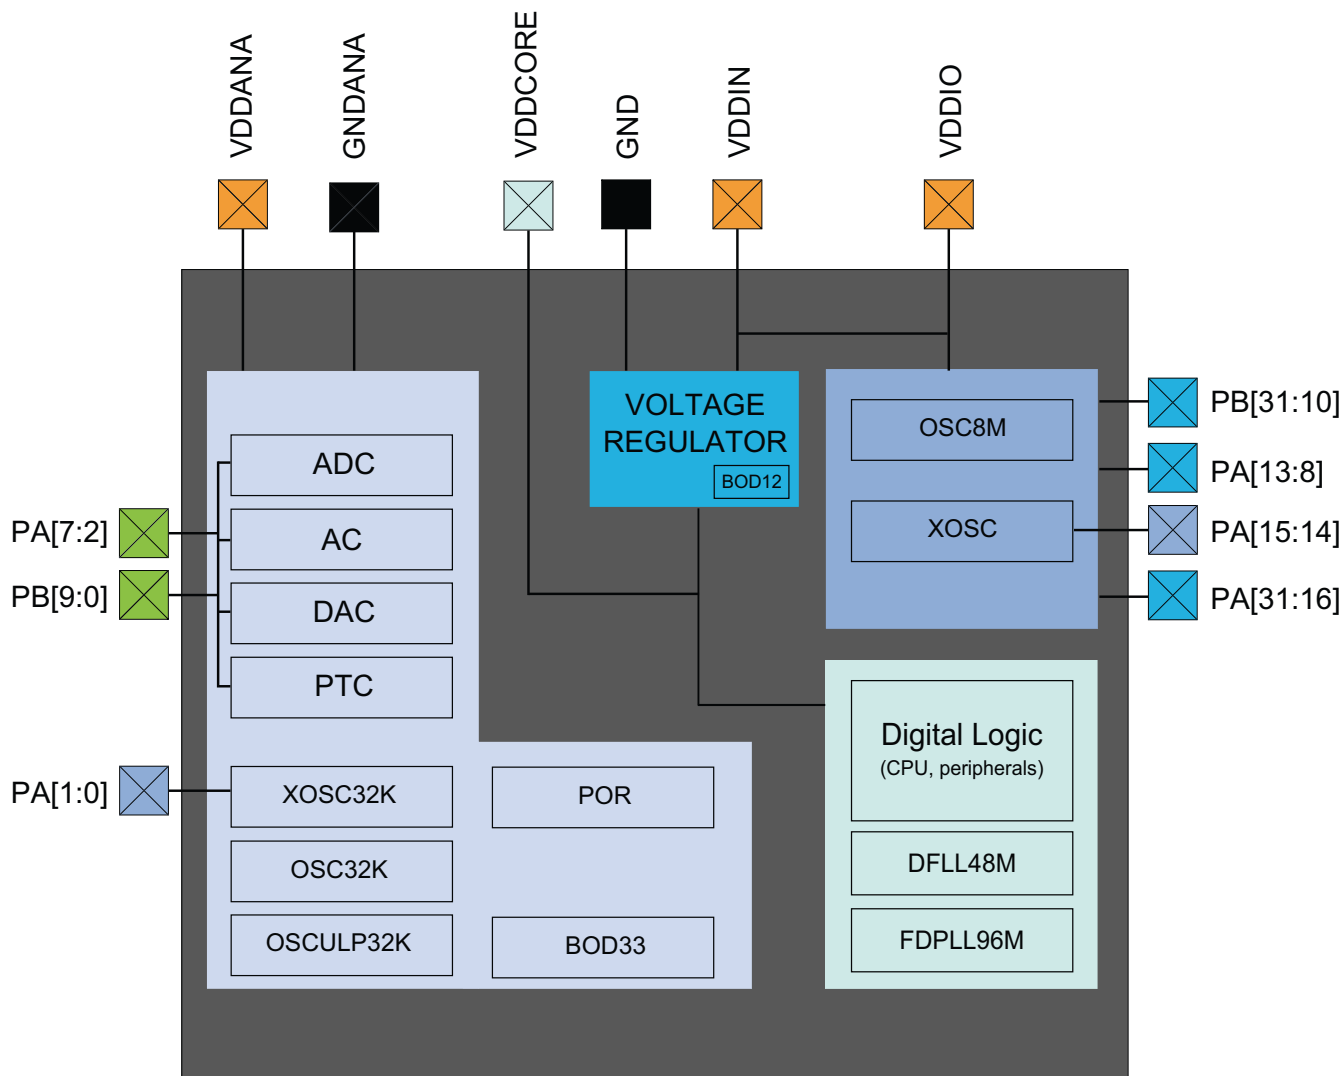 VDDANA
GNDANA
VDDCORE
GND
VDDIN
VDDIO
VOLTAGE
REGULATOR
BOD12
OSC8M
XOSC
PB[31:10]
PA[13:8]
PA[15:14]
PA[31:16]
ADC
AC
DAC
PTC
PA[7:2]
PB[9:0]
PA[1:0]
XOSC32K
OSC32K
OSCULP32K
POR
BOD33
Digital Logic
(CPU, peripherals)
DFLL48M
FDPLL96M